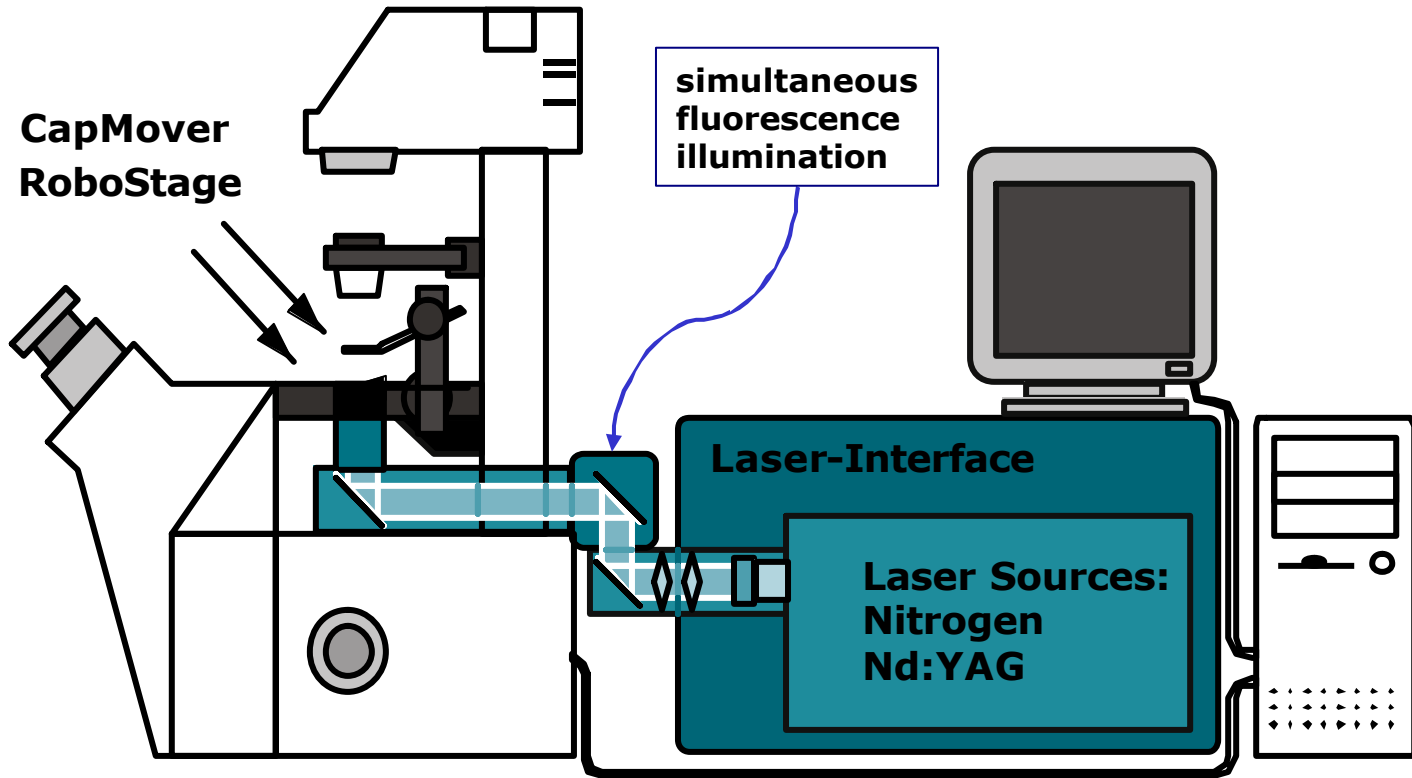 CapMover
RoboStage
simultaneous
fluorescence
illumination
Laser-Interface
Laser Sources:
Nitrogen
Nd:YAG